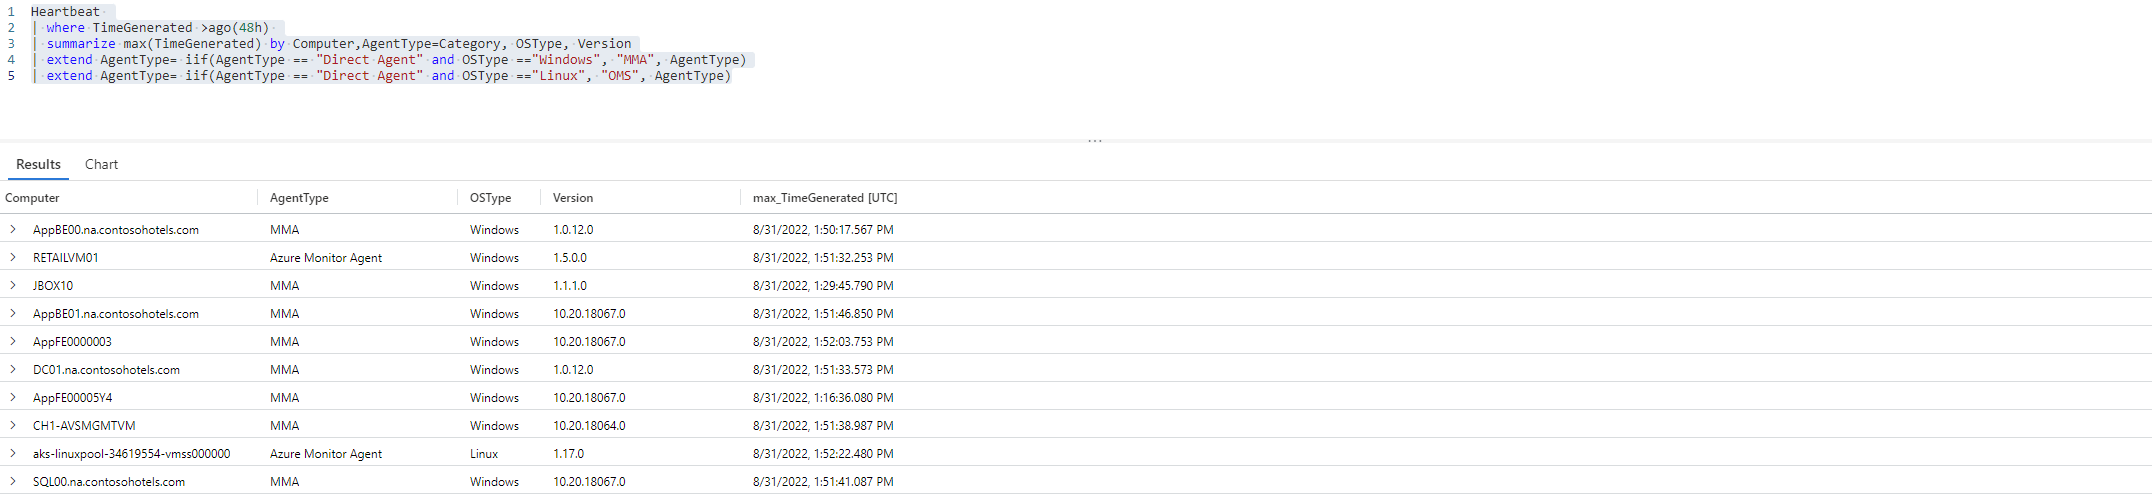 1 Heartbeat
2 | where TimeGenerated >ago(48h)
3 | summarize max(TimeGenerated) by Computer,AgentType=Category, OSType, Version
4 | extend AgentType= iif(AgentType == "Direct Agent" and OSType =="Windows", "MMA", AgentType)
5 | extend AgentType= iif(AgentType == "Direct Agent" and OSType =="Linux", "OMS", AgentType)
...
Results Chart
Computer AgentType OSType Version max_TimeGenerated [UTC]
> AppBE00.na.contosohotels.com MMA Windows 1.0.12.0 8/31/2022, 1:50:17.567 PM
> RETAILVM01 Azure Monitor Agent Windows 1.5.0.0 8/31/2022, 1:51:32.253 PM
> JBOX10 MMA Windows 1.1.1.0 8/31/2022, 1:29:45.790 PM
> AppBE01.na.contosohotels.com MMA Windows 10.20.18067.0 8/31/2022, 1:51:46.850 PM
> AppFE0000003 MMA Windows 10.20.18067.0 8/31/2022, 1:52:03.753 PM
> DC01.na.contosohotels.com MMA Windows 1.0.12.0 8/31/2022, 1:51:33.573 PM
> AppFE00005Y4 MMA Windows 10.20.18067.0 8/31/2022, 1:16:36.080 PM
> CH1-AVSMGMTVM MMA Windows 10.20.18064.0 8/31/2022, 1:51:38.987 PM
> aks-linuxpool-34619554-vmss000000 Azure Monitor Agent Linux 1.17.0 8/31/2022, 1:52:22.480 PM
> SQL00.na.contosohotels.com MMA Windows 10.20.18067.0 8/31/2022, 1:51:41.087 PM